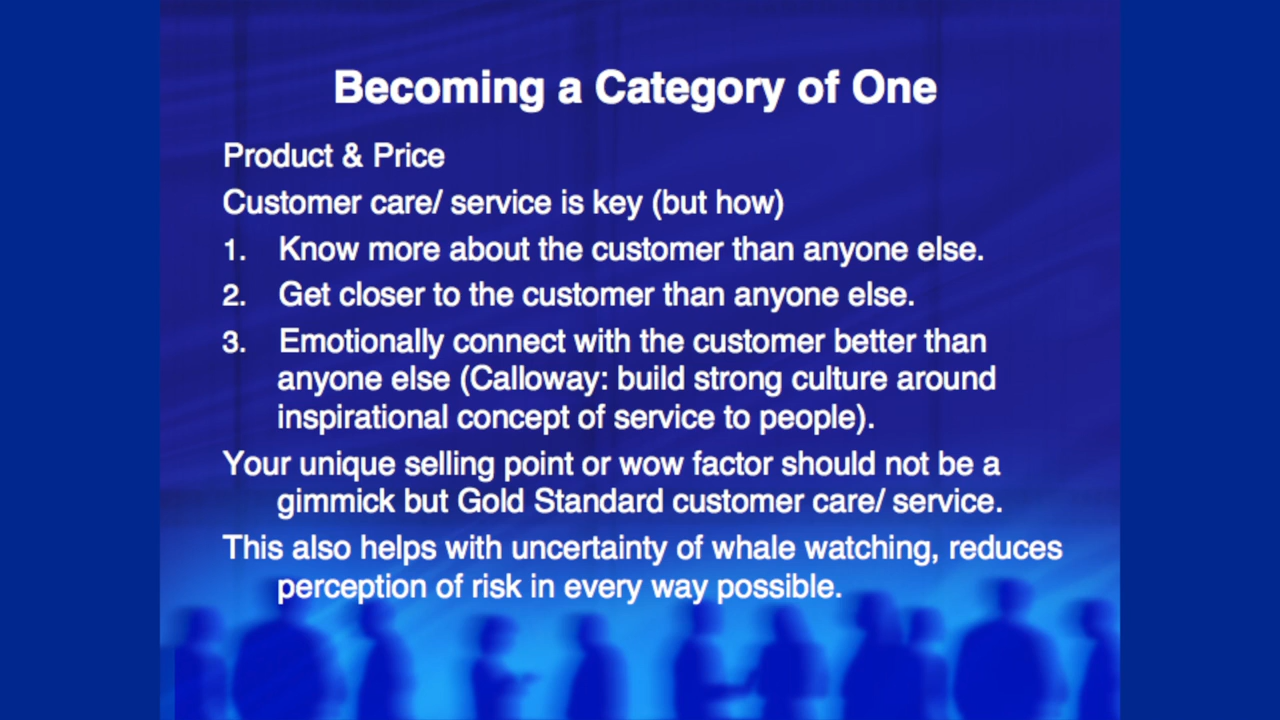 Becoming a Category of One
Product & Price
Customer care/ service is key (but how)
1. Know more about the customer than anyone else.
2. Get closer to the customer than anyone else.
3. Emotionally connect with the customer better than
anyone else (Calloway: build strong culture around
inspirational concept of service to people).
Your unique selling point or wow factor should not be a
gimmick but Gold Standard customer care/ service.
This also helps with uncertainty of whale watching, reduces
perception of risk in every way possible.